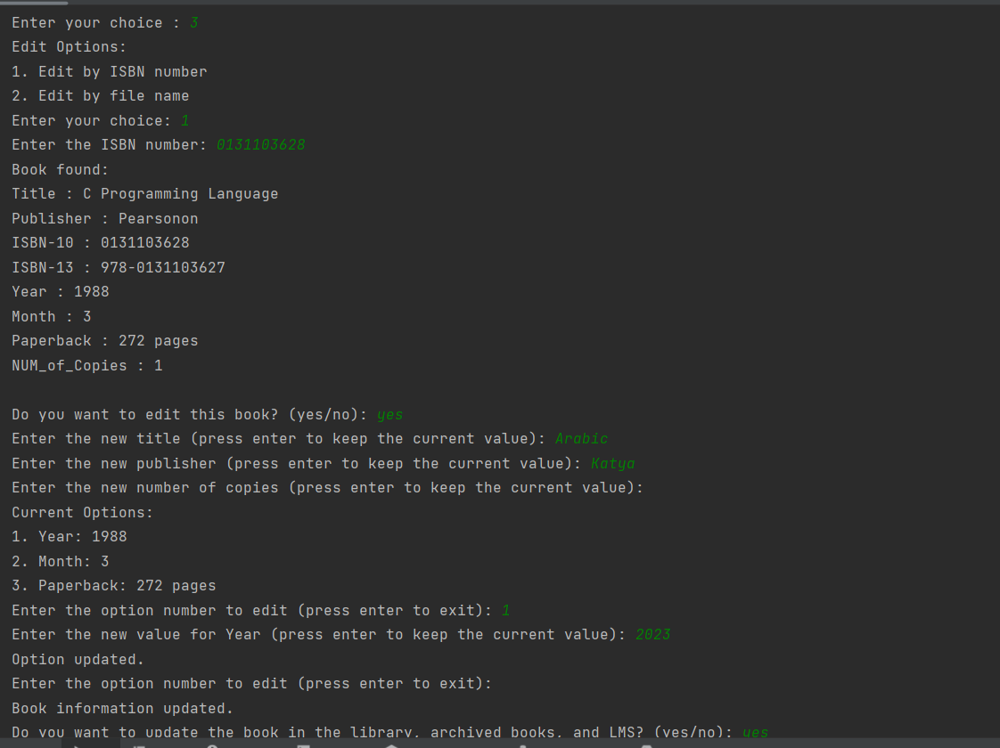 Enter your choice : 3
Edit Options:
1. Edit by ISBN number
2. Edit by file name
Enter your choice: 1
Enter the ISBN number: 0131103628
Book found:
Title : C Programming Language
Publisher : Pearsonon
ISBN-10 : 0131103628
ISBN-13 : 978-0131103627
Year : 1988
Month : 3
Paperback : 272 pages
NUM_of_Copies : 1
Do you want to edit this book? (yes/no): yes
Enter the new title (press enter to keep the current value): Arabic
Enter the new publisher (press enter to keep the current value): Katya
Enter the new number of copies (press enter to keep the current value):
Current Options:
1. Year: 1988
2. Month: 3
3. Paperback: 272 pages
Enter the option number to edit (press enter to exit): 1
Enter the new value for Year (press enter to keep the current value): 2023
Option updated.
Enter the option number to edit (press enter to exit):
Book information updated.
Do you want to update the book in the library, archived books, and LMS? (yes/no): yes